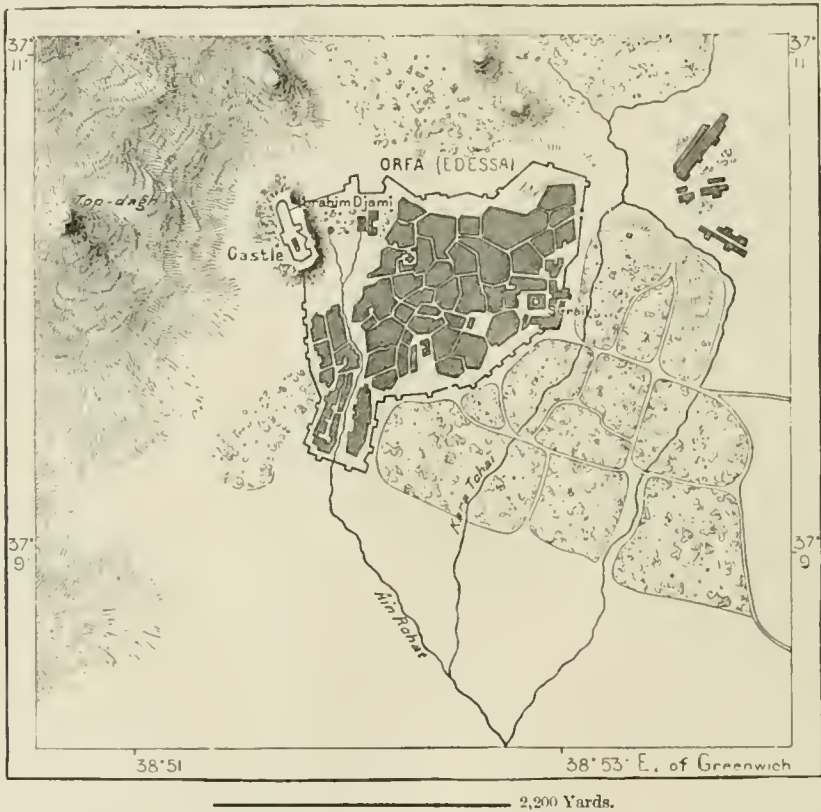 37° 11' 37° 11'
ORFA (EDESSA)
Top-dagh
Ibrahim Djami
Castle
Serbi
Kara Tchai
37° 9 37° 9
Ain Rohat
38°51 38°53' E. of Greenwich
2,200 Yards.